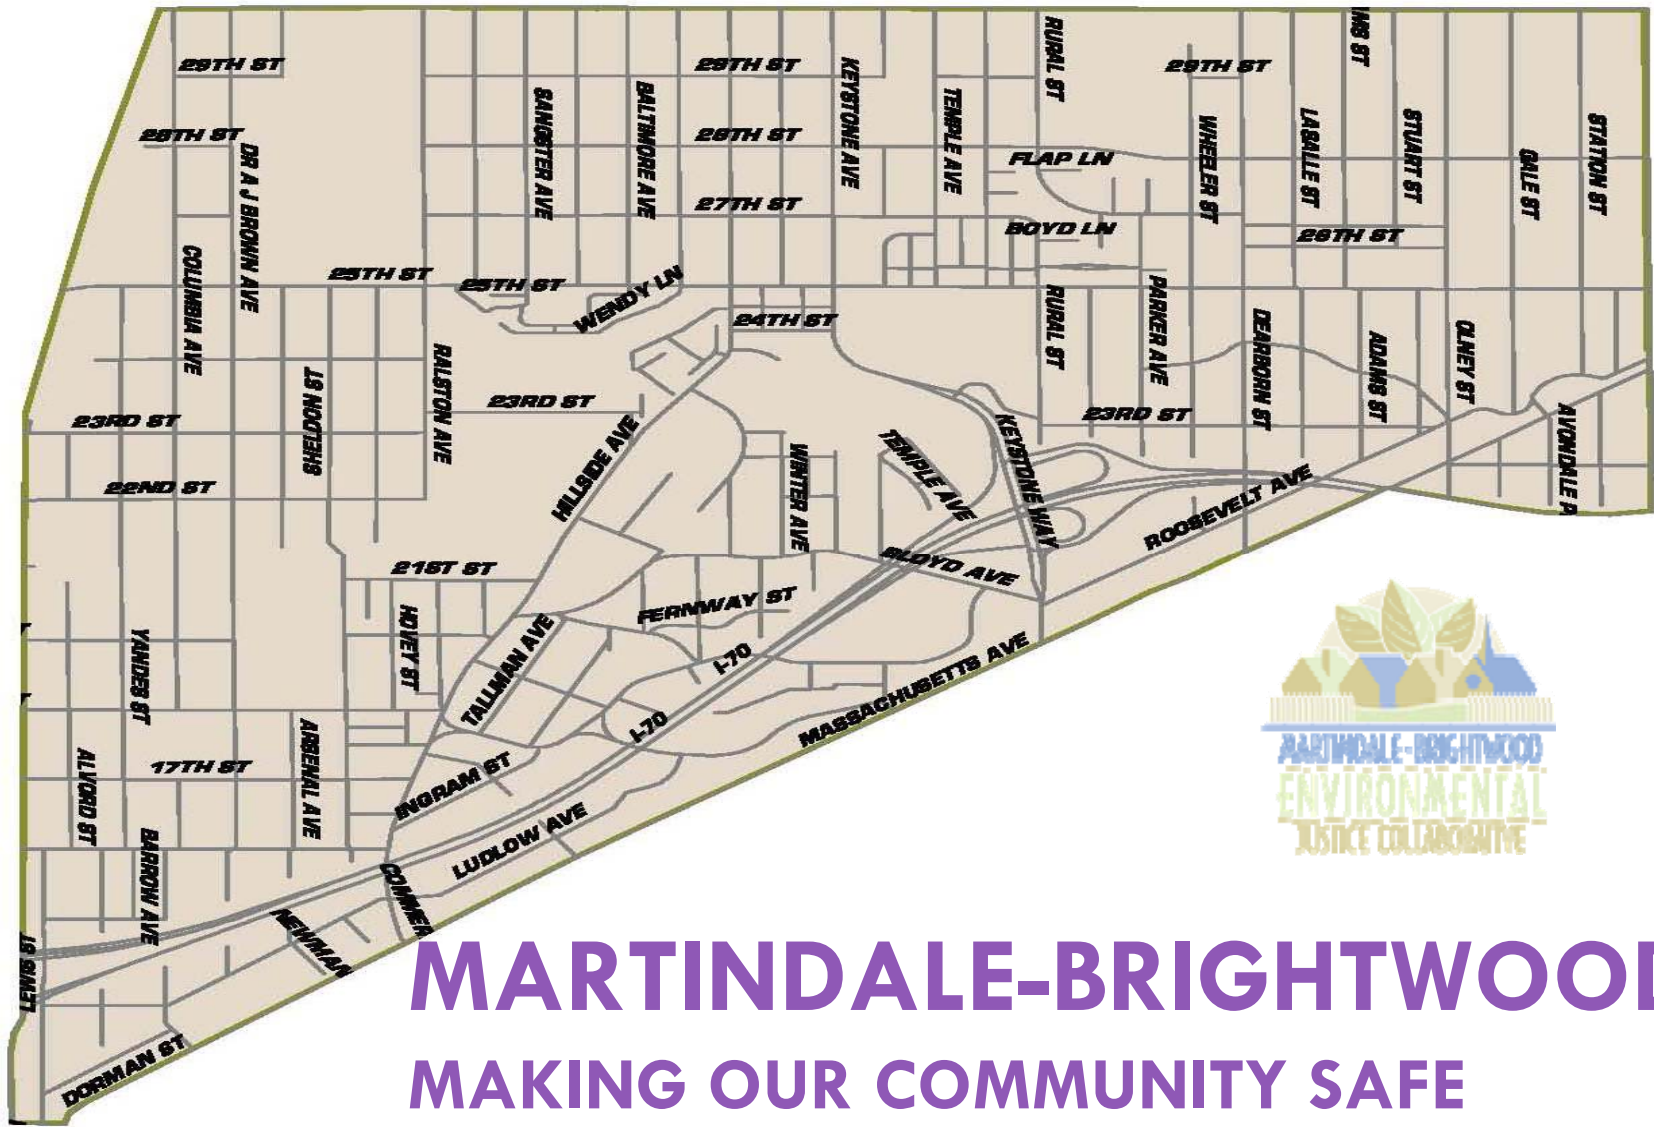 29TH ST
29TH ST
29TH ST
RURAL ST
KEYSTONE AVE
SANGSTER AVE
BALTIMORE AVE
TEMPLE AVE
WHEELER ST
LASALLE ST
STUART ST
GALE ST
STATION ST
28TH ST
28TH ST
FLAP LN
DR A J BROWN AVE
27TH ST
BOYD LN
26TH ST
COLUMBIA AVE
25TH ST
25TH ST
WENDY LN
24TH ST
RURAL ST
PARKER AVE
DEARBORN ST
ADAMS ST
OLNEY ST
SHELDON ST
RALSTON AVE
23RD ST
23RD ST
23RD ST
HILLSIDE AVE
WINTER AVE
TEMPLE AVE
KEYSTONE WAY
AVONDALE P
22ND ST
ROOSEVELT AVE
21ST ST
BLOYD AVE
HOVEY ST
FERNWAY ST
YANDES ST
TALLMAN AVE
I-70
I-70
MASSACHUSETTS AVE
ALVORD ST
17TH ST
ARSENAL AVE
INGRAM ST
BARROW AVE
LUDLOW AVE
COMMER
NEWMAN
LEWIS ST
DORMAN ST
MARTINDALE-BRIGHTWOOD
ENVIRONMENTAL
JUSTICE COLLABORATIVE
MARTINDALE-BRIGHTWOOD
MAKING OUR COMMUNITY SAFE